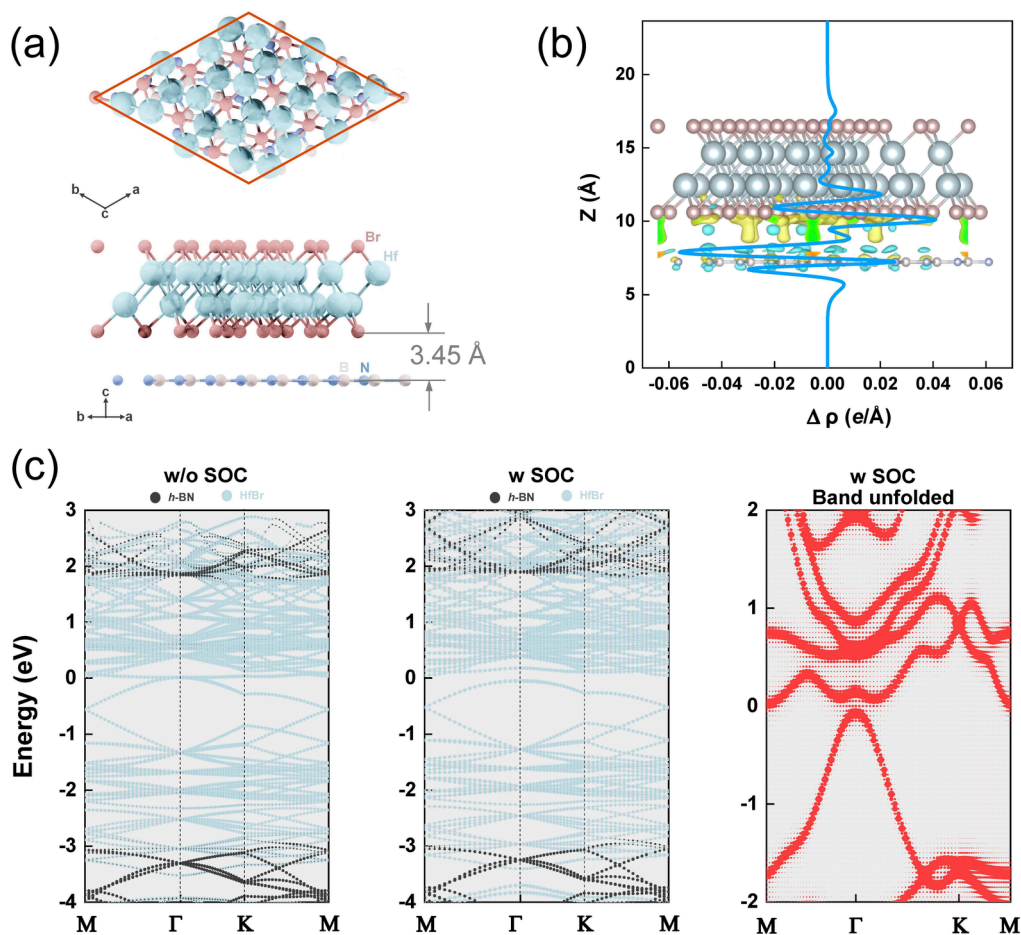 (a)
b
a
c
Br
Hf
3.45 Å
B
N
c
b
a
(b)
Z (Å)
20
15
10
5
0
-0.06 -0.04 -0.02 0.00 0.02 0.04 0.06
Δ ρ (e/Å)
(c)
w/o SOC
h-BN HfBr
Energy (eV)
3
2
1
0
-1
-2
-3
-4
M Γ K M
w SOC
h-BN HfBr
3
2
1
0
-1
-2
-3
-4
M Γ K M
w SOC
Band unfolded
2
1
0
-1
-2
M Γ K M